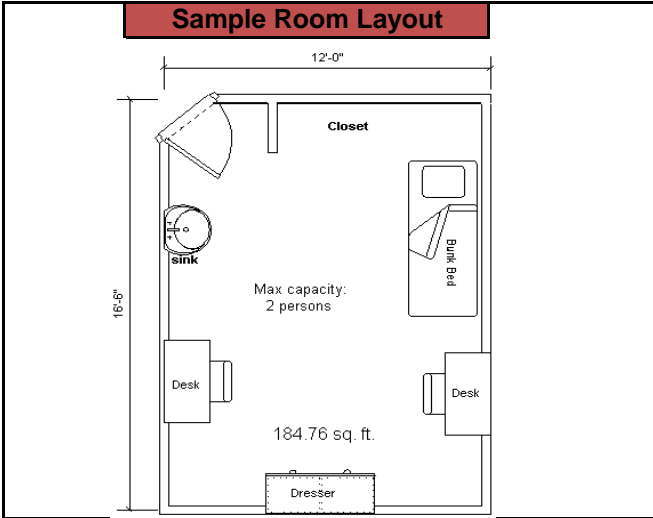 Sample Room Layout
12'-0"
Closet
16'-6"
sink
Bunk Bed
Max capacity:
2 persons
Desk
Desk
184.76 sq. ft.
Dresser